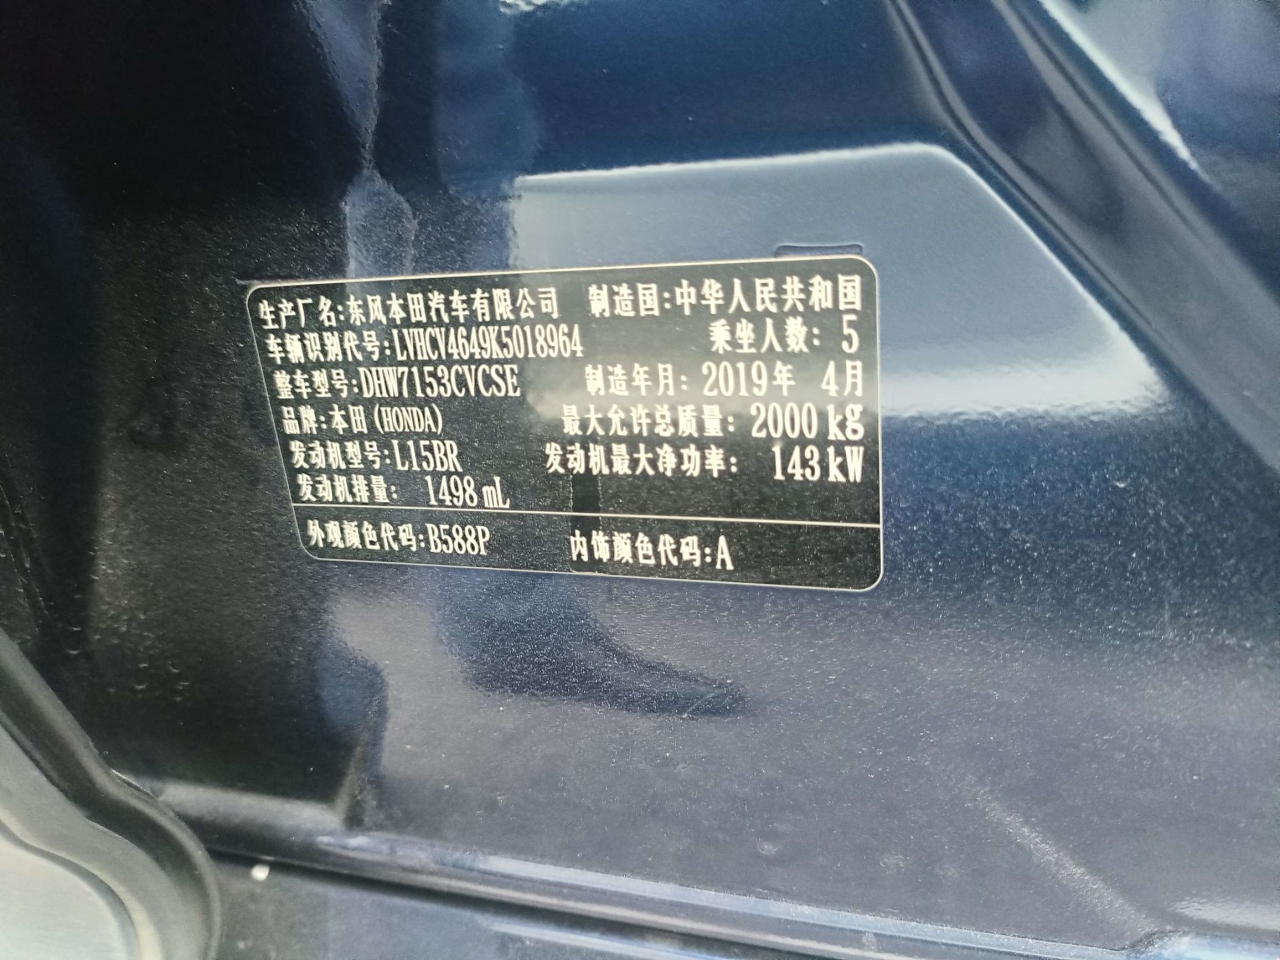 生产厂名:东风本田汽车有限公司 制造国:中华人民共和国
车辆识别代号:LVHCV4649K5018964 乘坐人数: 5
整车型号:DHW7153CVCSE 制造年月: 2019年 4月
品牌:本田(HONDA) 最大允许总质量: 2000 kg
发动机型号:L15BR 发动机最大净功率: 143 kW
发动机排量: 1498 mL
外观颜色代码:B588P 内饰颜色代码:A